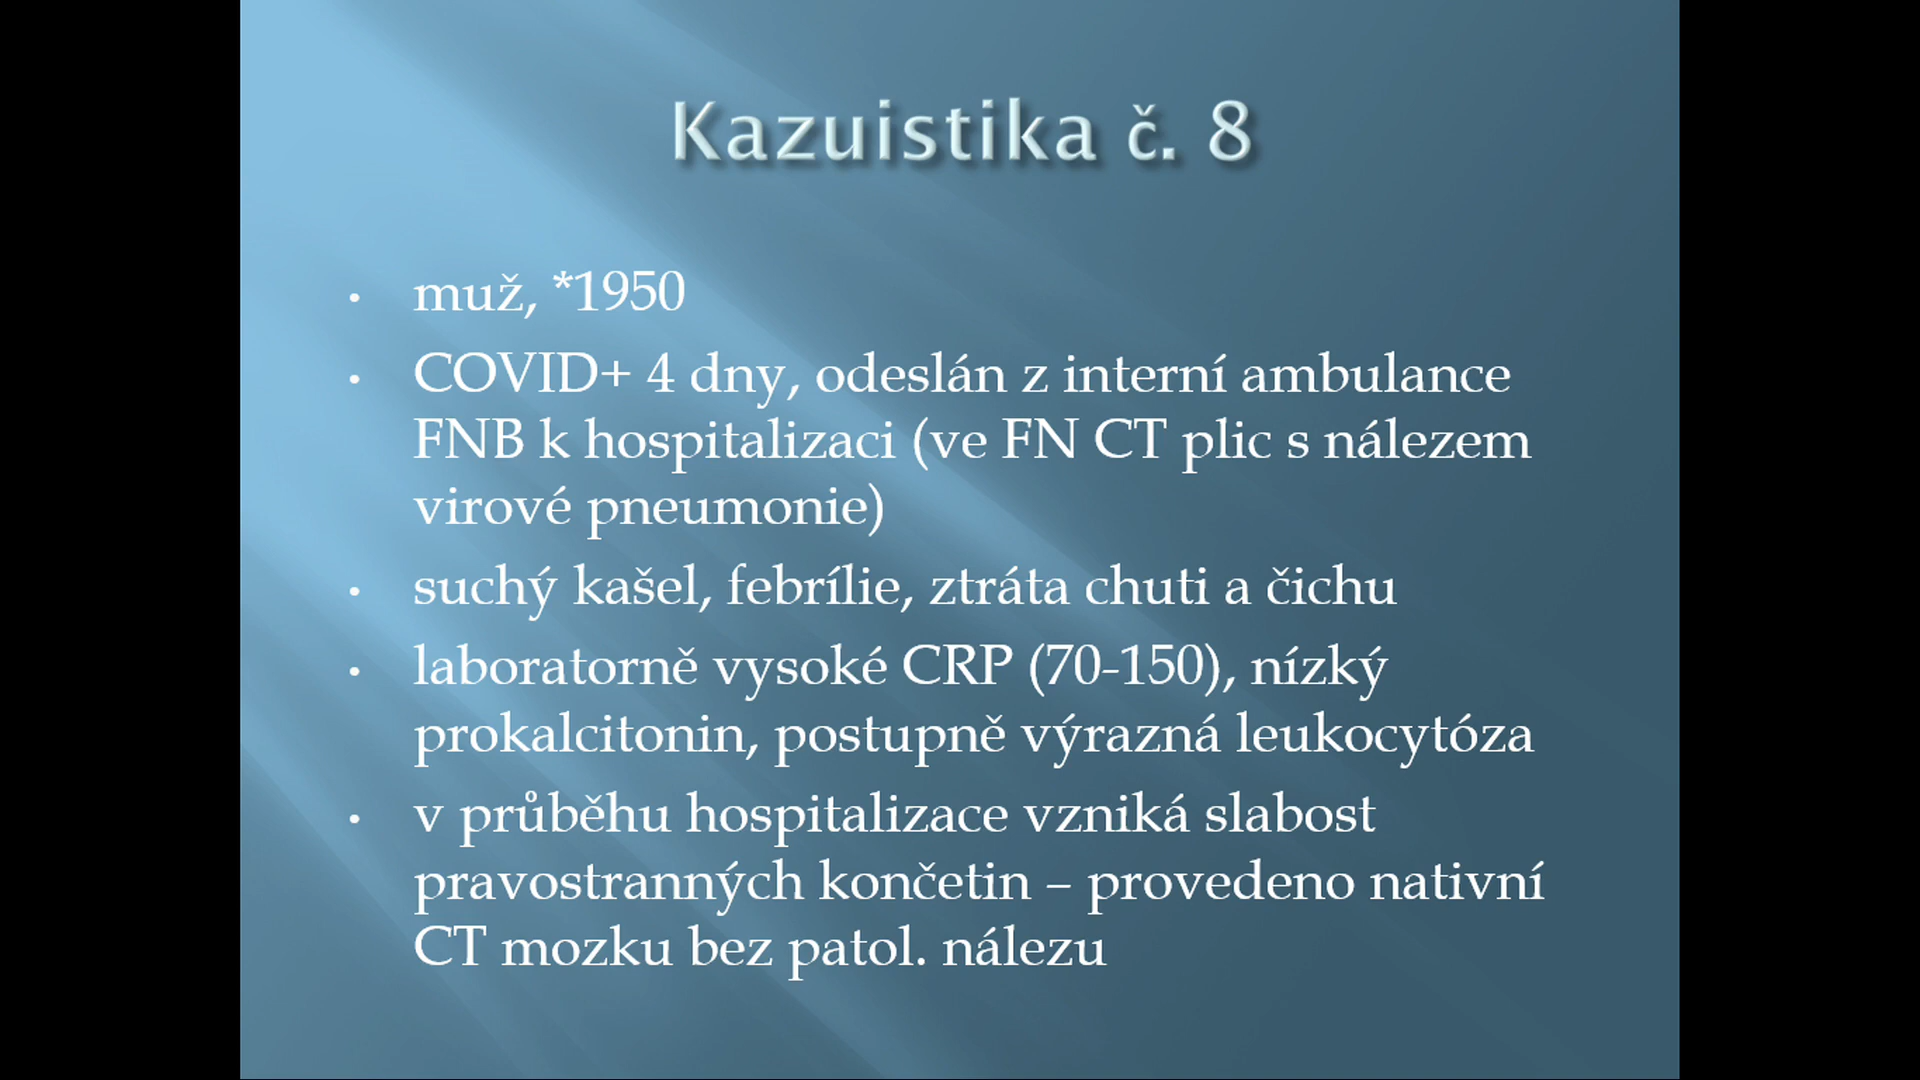 Kazuistika č. 8
• muž, *1950
• COVID+ 4 dny, odeslán z interní ambulance
FNB k hospitalizaci (ve FN CT plic s nálezem
virové pneumonie)
• suchý kašel, febrílie, ztráta chuti a čichu
• laboratorně vysoké CRP (70-150), nízký
prokalcitonin, postupně výrazná leukocytóza
• v průběhu hospitalizace vzniká slabost
pravostranných končetin – provedeno nativní
CT mozku bez patol. nálezu